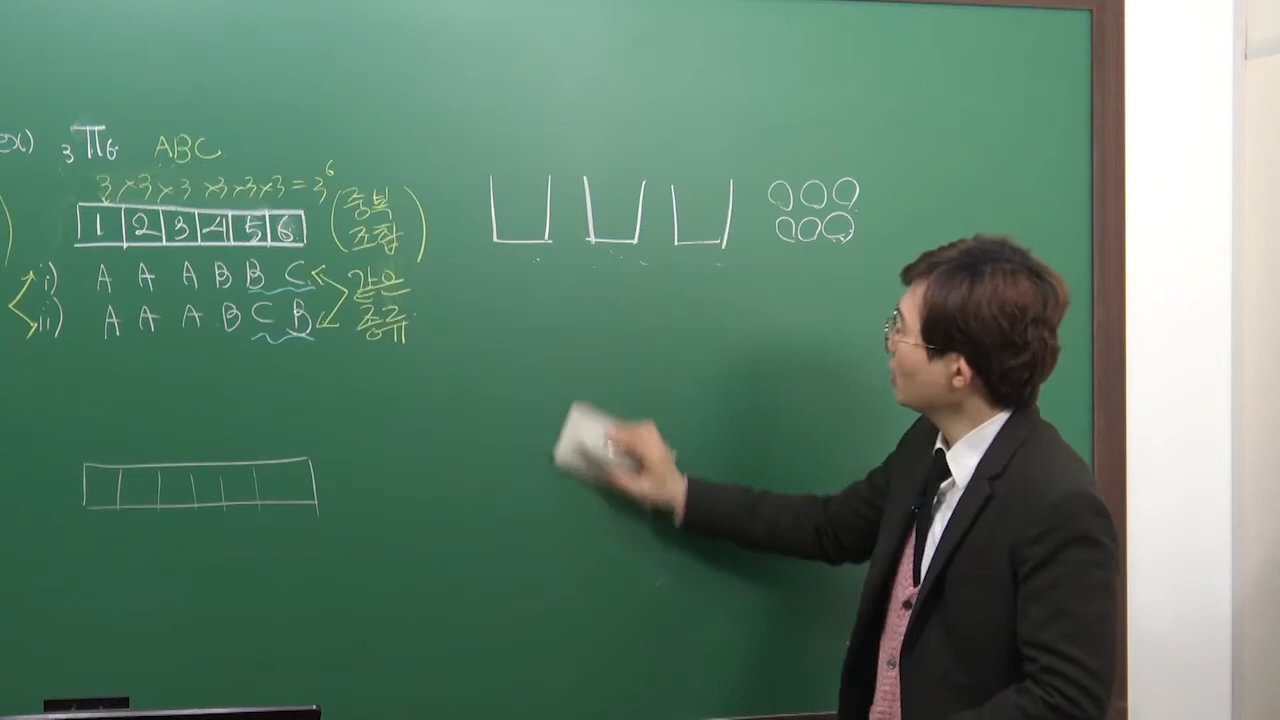 ₃Π₆ ABC
3×3×3×3×3×3=3⁶
1 2 3 4 5 6
(중복
조합)
i) A A A B B C
같은
ii) A A A B C B
종류